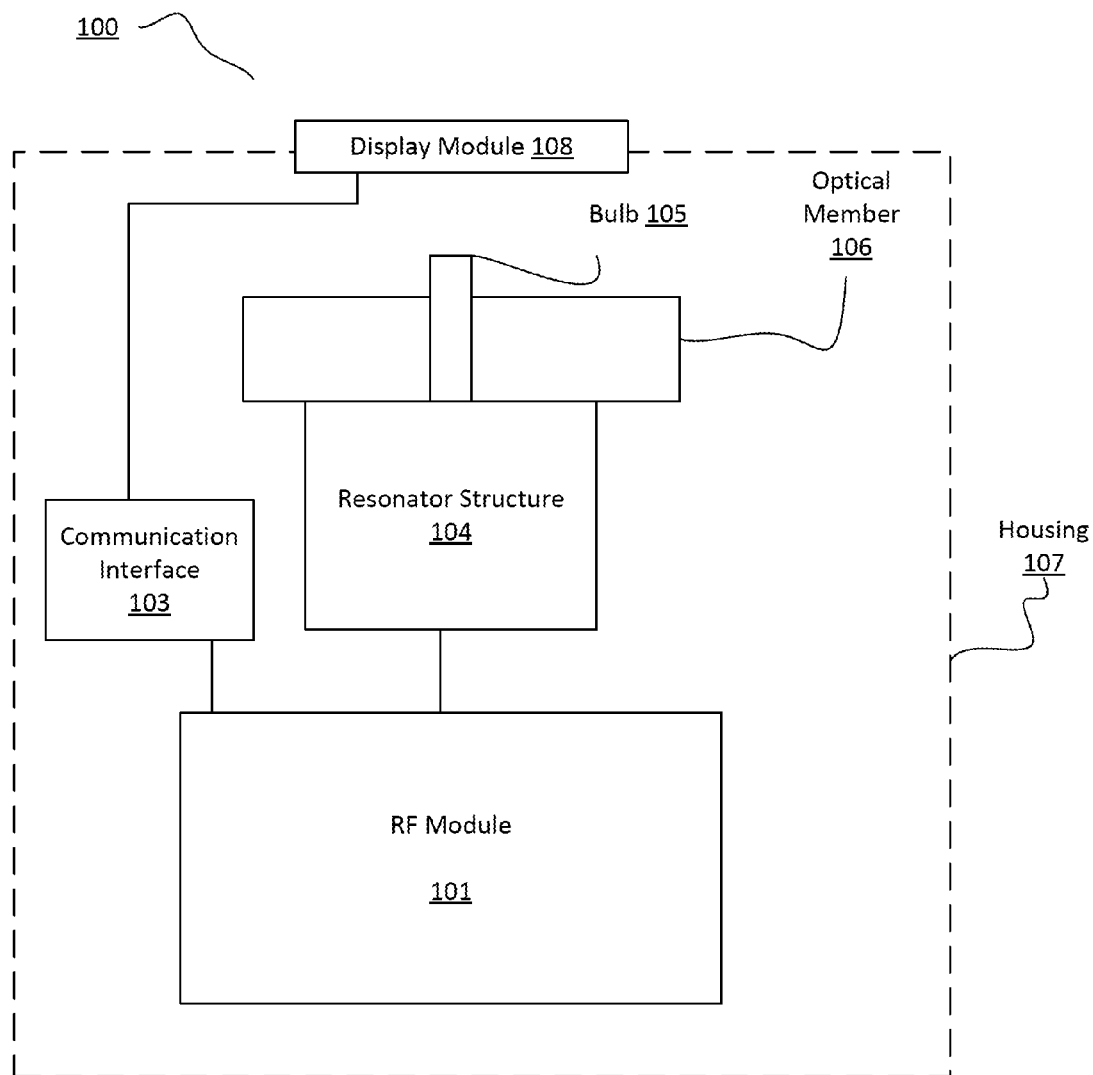 100
Display Module 108
Optical
Member
106
Bulb 105
Resonator Structure
104
Communication
Interface
103
Housing
107
RF Module
101